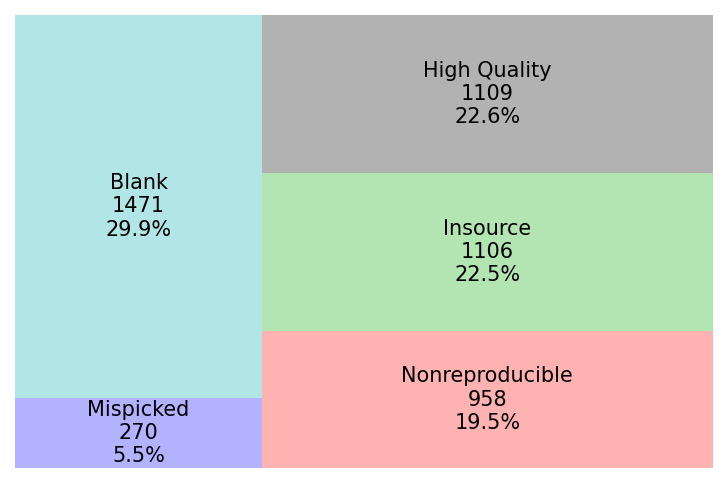 Blank
1471
29.9%
Mispicked
270
5.5%
High Quality
1109
22.6%
Insource
1106
22.5%
Nonreproducible
958
19.5%